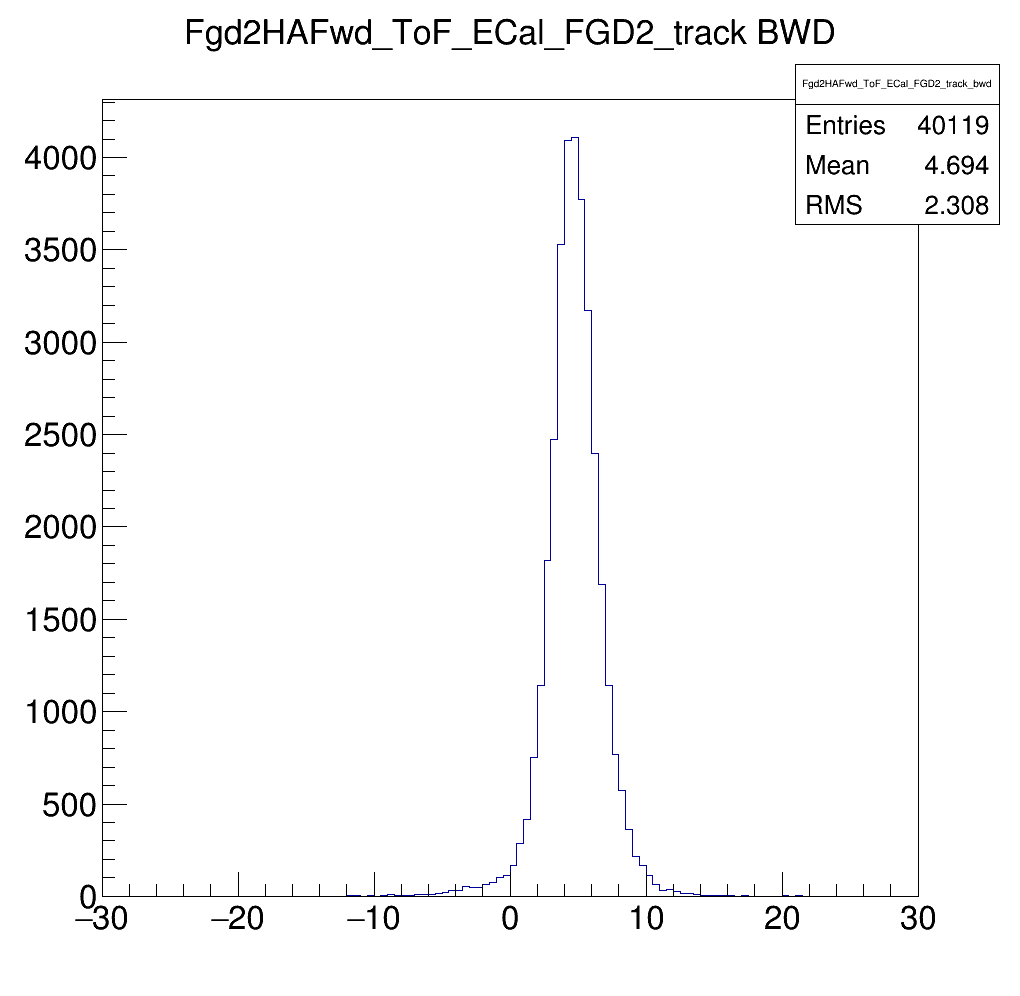 Fgd2HAFwd_ToF_ECal_FGD2_track BWD
Fgd2HAFwd_ToF_ECal_FGD2_track_bwd
Entries 40119
Mean 4.694
RMS 2.308
4000
3500
3000
2500
2000
1500
1000
500
0
−30 −20 −10 0 10 20 30